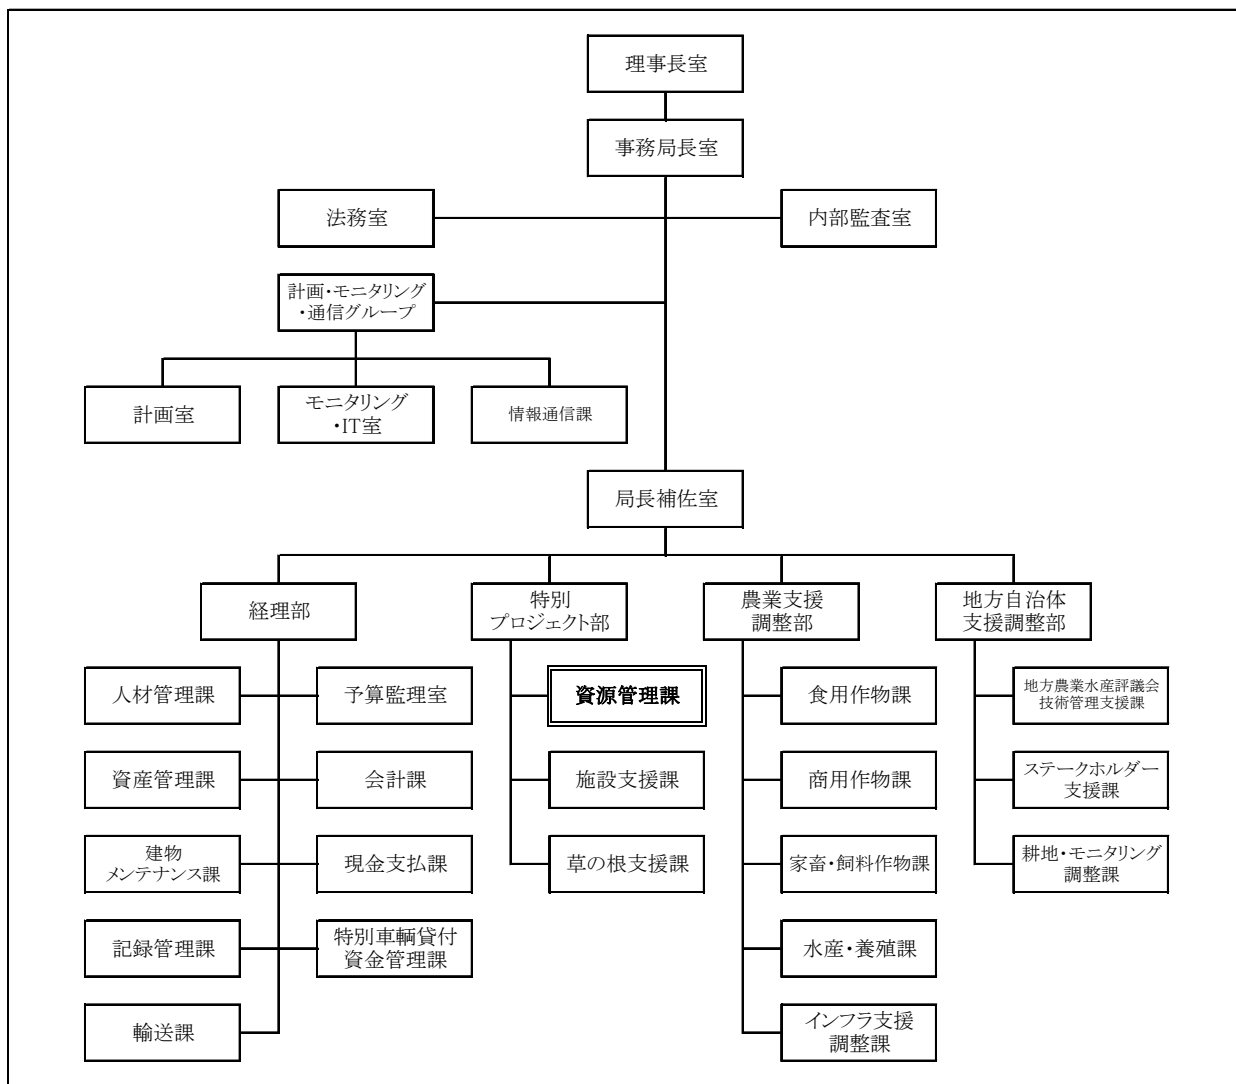 理事長室
事務局長室
法務室
内部監査室
計画・モニタリング
・通信グループ
計画室
モニタリング
・IT室
情報通信課
局長補佐室
経理部
特別
プロジェクト部
農業支援
調整部
地方自治体
支援調整部
人材管理課
予算監理室
資源管理課
食用作物課
地方農業水産評議会
技術管理支援課
資産管理課
会計課
施設支援課
商用作物課
ステークホルダー
支援課
建物
メンテナンス課
現金支払課
草の根支援課
家畜・飼料作物課
耕地・モニタリング
調整課
記録管理課
特別車輌貸付
資金管理課
水産・養殖課
輸送課
インフラ支援
調整課